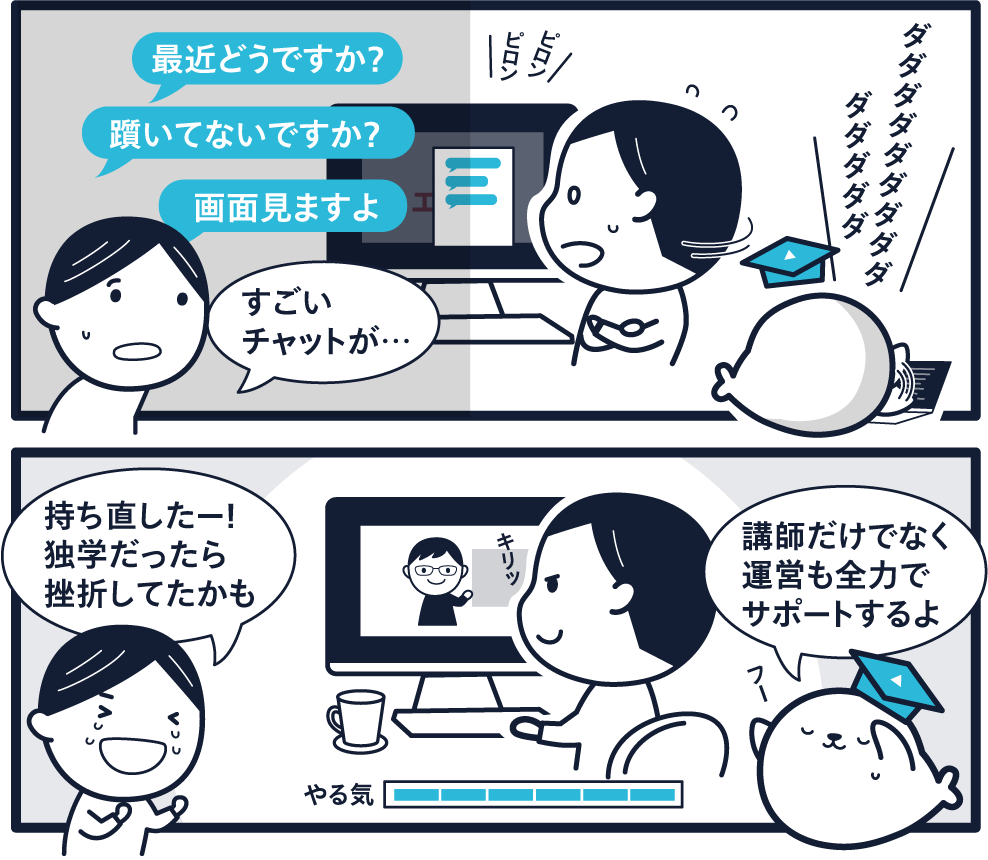 最近どうですか?
躓いてないですか?
画面見ますよ
ピロン
ピロン
ダダダダダダダダダ
ダダダダダ
エ
すごい
チャットが…
持ち直したー!
独学だったら
挫折してたかも
キリッ
講師だけでなく
運営も全力で
サポートするよ
フー
やる気